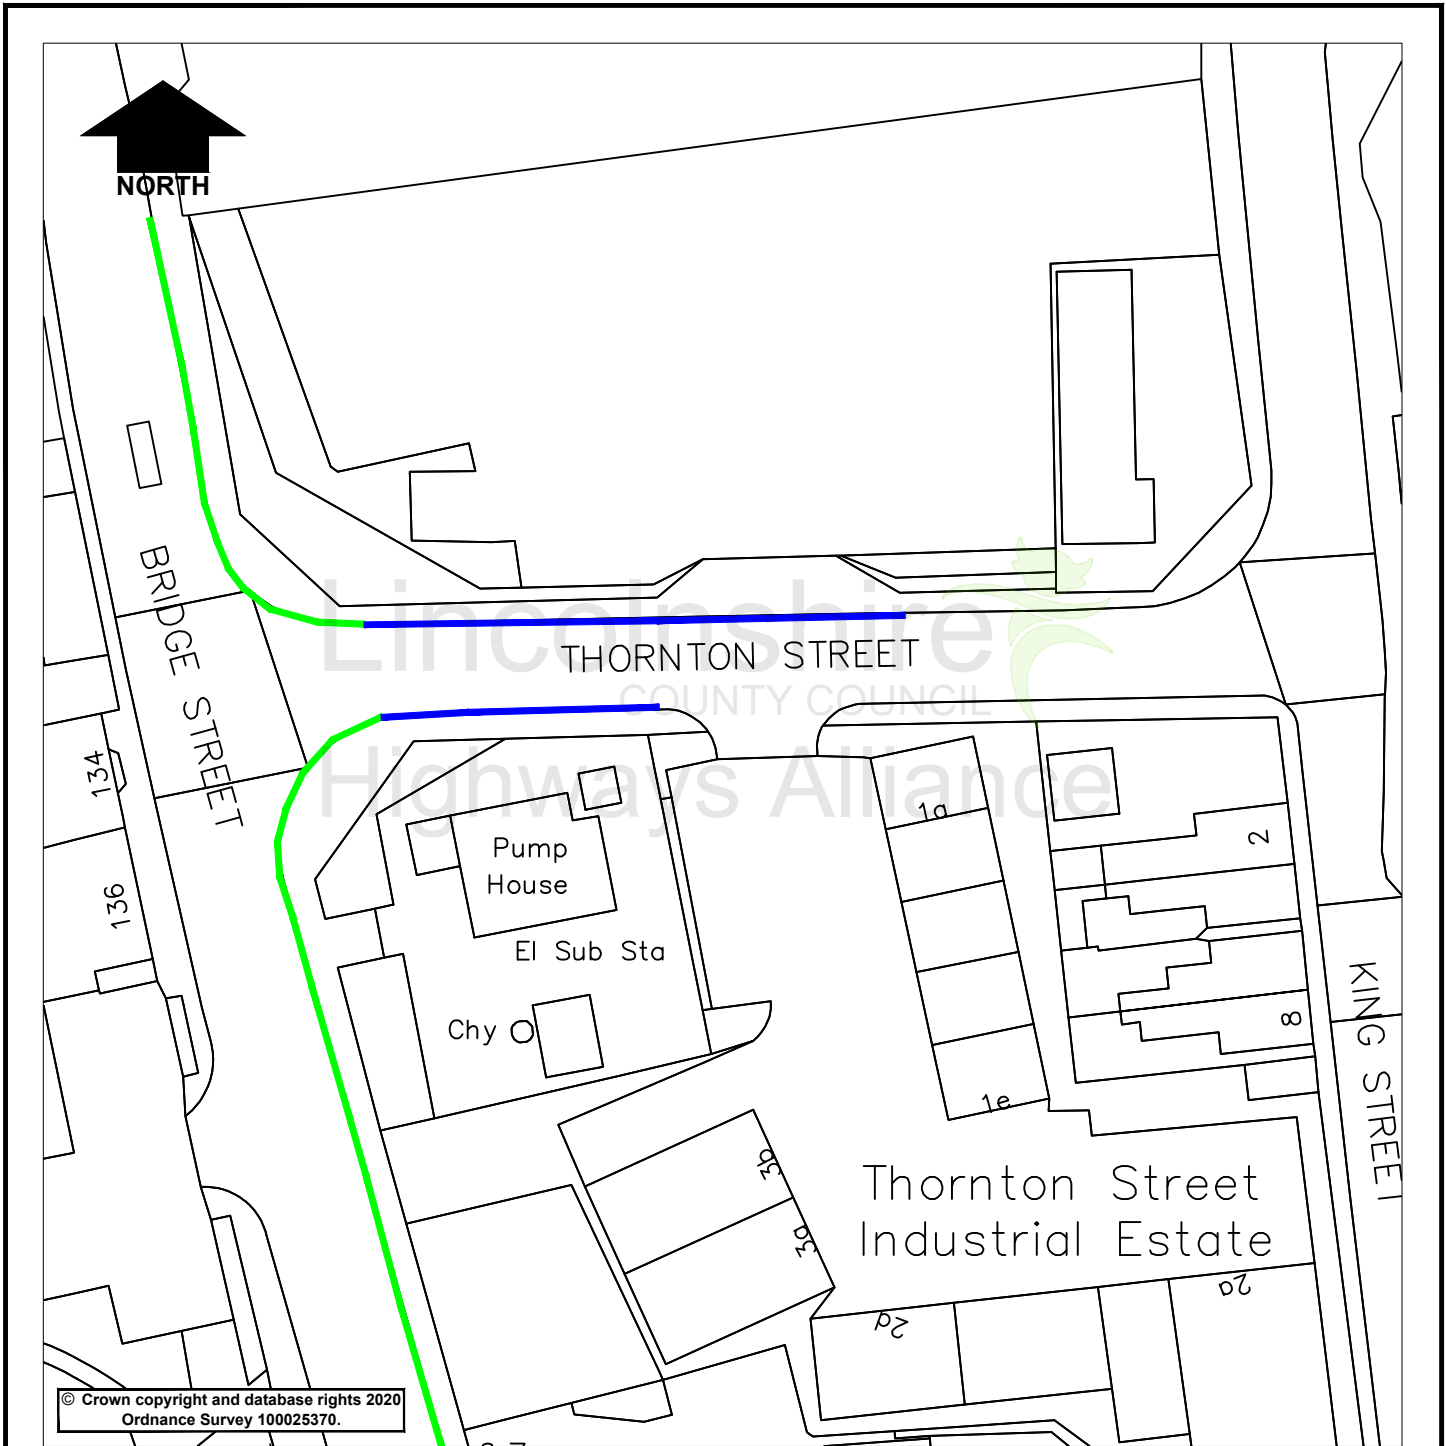 NORTH
BRIDGE STREET
Lincolnshire
THORNTON STREET
COUNTY COUNCIL
Highways Alliance
134
136
Pump
House
El Sub Sta
Chy
1a
2
8
1e
KING STREET
3b
3a
Thornton Street
Industrial Estate
2a
2d
© Crown copyright and database rights 2020
Ordnance Survey 100025370.